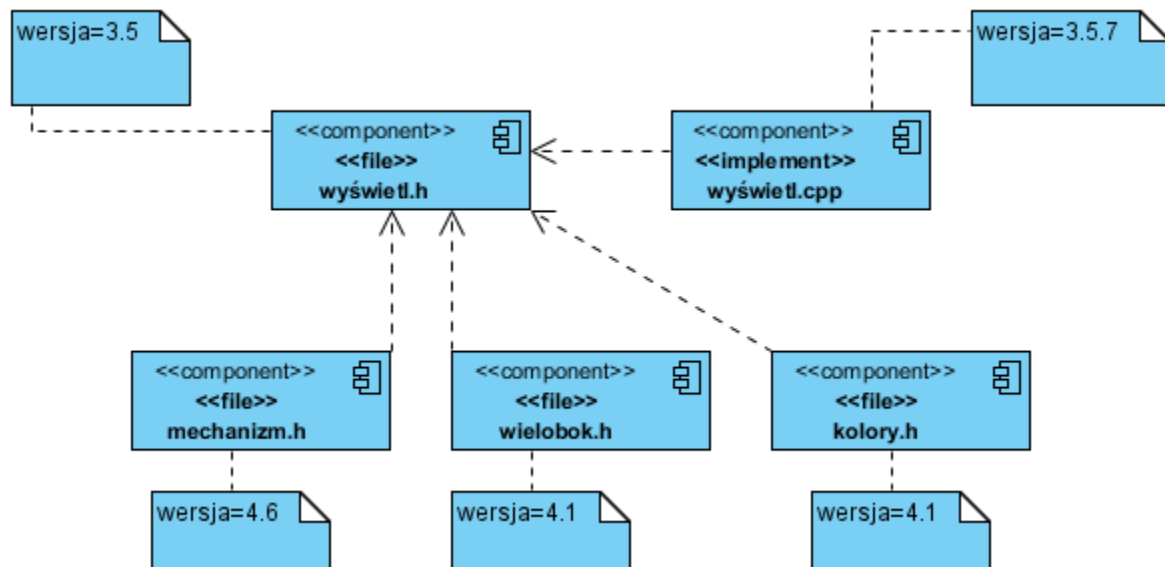 wersja=3.5
wersja=3.5.7
<<component>>
<<file>>
wyświetl.h
<<component>>
<<implement>>
wyświetl.cpp
<<component>>
<<file>>
mechanizm.h
<<component>>
<<file>>
wielobok.h
<<component>>
<<file>>
kolory.h
wersja=4.6
wersja=4.1
wersja=4.1